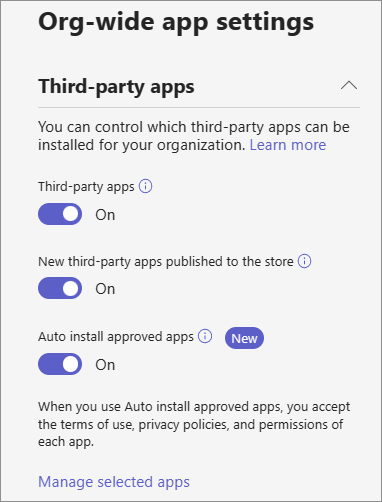 Org-wide app settings
Third-party apps
You can control which third-party apps can be
installed for your organization. Learn more
Third-party apps
On
New third-party apps published to the store
On
Auto install approved apps New
On
When you use Auto install approved apps, you accept
the terms of use, privacy policies, and permissions of
each app.
Manage selected apps